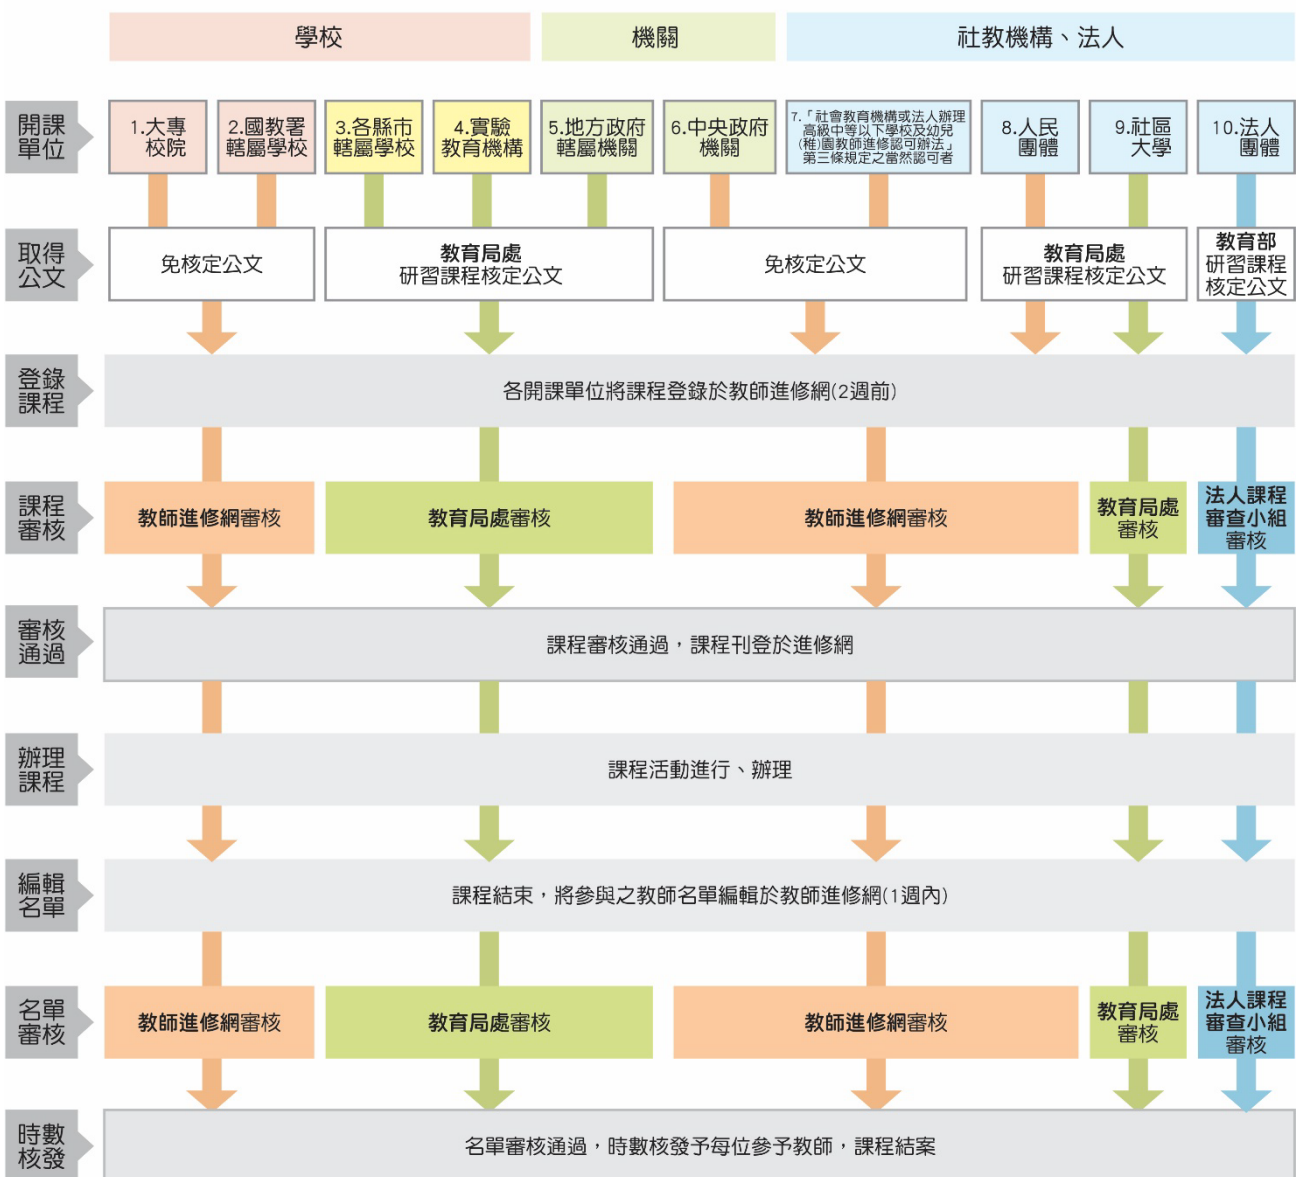 學校
機關
社教機構、法人
開課
單位
1.大專
校院
2.國教署
轄屬學校
3.各縣市
轄屬學校
4.實驗
教育機構
5.地方政府
轄屬機關
6.中央政府
機關
7.「社會教育機構或法人辦理
高級中等以下學校及幼兒
(稚)園教師進修認可辦法」
第三條規定之當然認可者
8.人民
團體
9.社區
大學
10.法人
團體
取得
公文
免核定公文
教育局處
研習課程核定公文
免核定公文
教育局處
研習課程核定公文
教育部
研習課程
核定公文
登錄
課程
各開課單位將課程登錄於教師進修網(2週前)
課程
審核
教師進修網審核
教育局處審核
教師進修網審核
教育局處
審核
法人課程
審查小組
審核
審核
通過
課程審核通過，課程刊登於進修網
辦理
課程
課程活動進行、辦理
編輯
名單
課程結束，將參與之教師名單編輯於教師進修網(1週內)
名單
審核
教師進修網審核
教育局處審核
教師進修網審核
教育局處
審核
法人課程
審查小組
審核
時數
核發
名單審核通過，時數核發予每位參予教師，課程結案